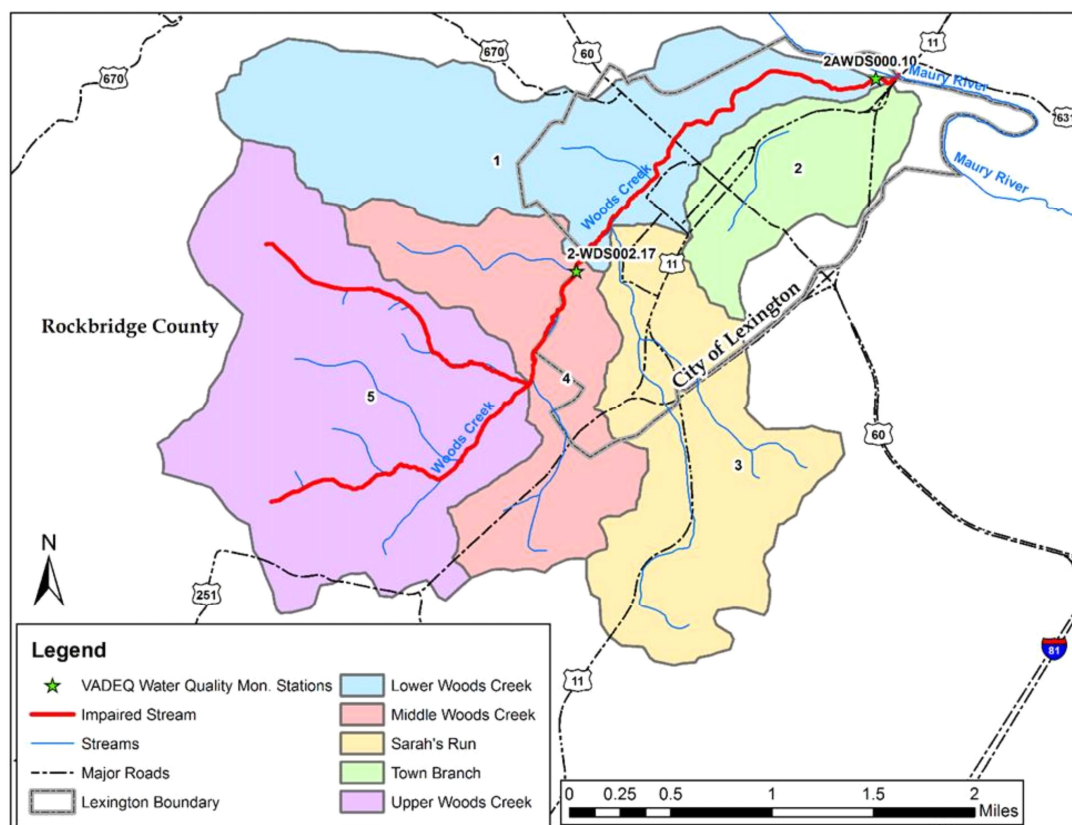 670
60
11
2AWDS000.10
670
Maury River
631
1
2
Maury River
Woods Creek
2-WDS002.17
11
Rockbridge County
City of Lexington
4
5
Woods Creek
60
3
N
251
Legend
VADEQ Water Quality Mon. Stations
Impaired Stream
Streams
Major Roads
Lexington Boundary
Lower Woods Creek
Middle Woods Creek
Sarah's Run
Town Branch
Upper Woods Creek
81
11
0 0.25 0.5 1 1.5 2
Miles